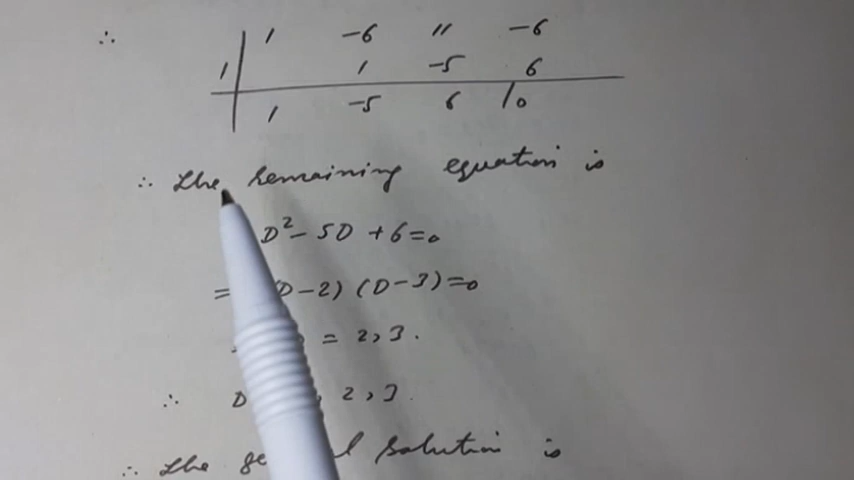 ∴ 1 -6 11 -6
1 1 -5 6
1 -5 6 0
∴ The remaining equation is
D² - 5D + 6 = 0
= D-2) (D-3) = 0
= 2, 3.
∴ D , 2, 3.
∴ The solution is